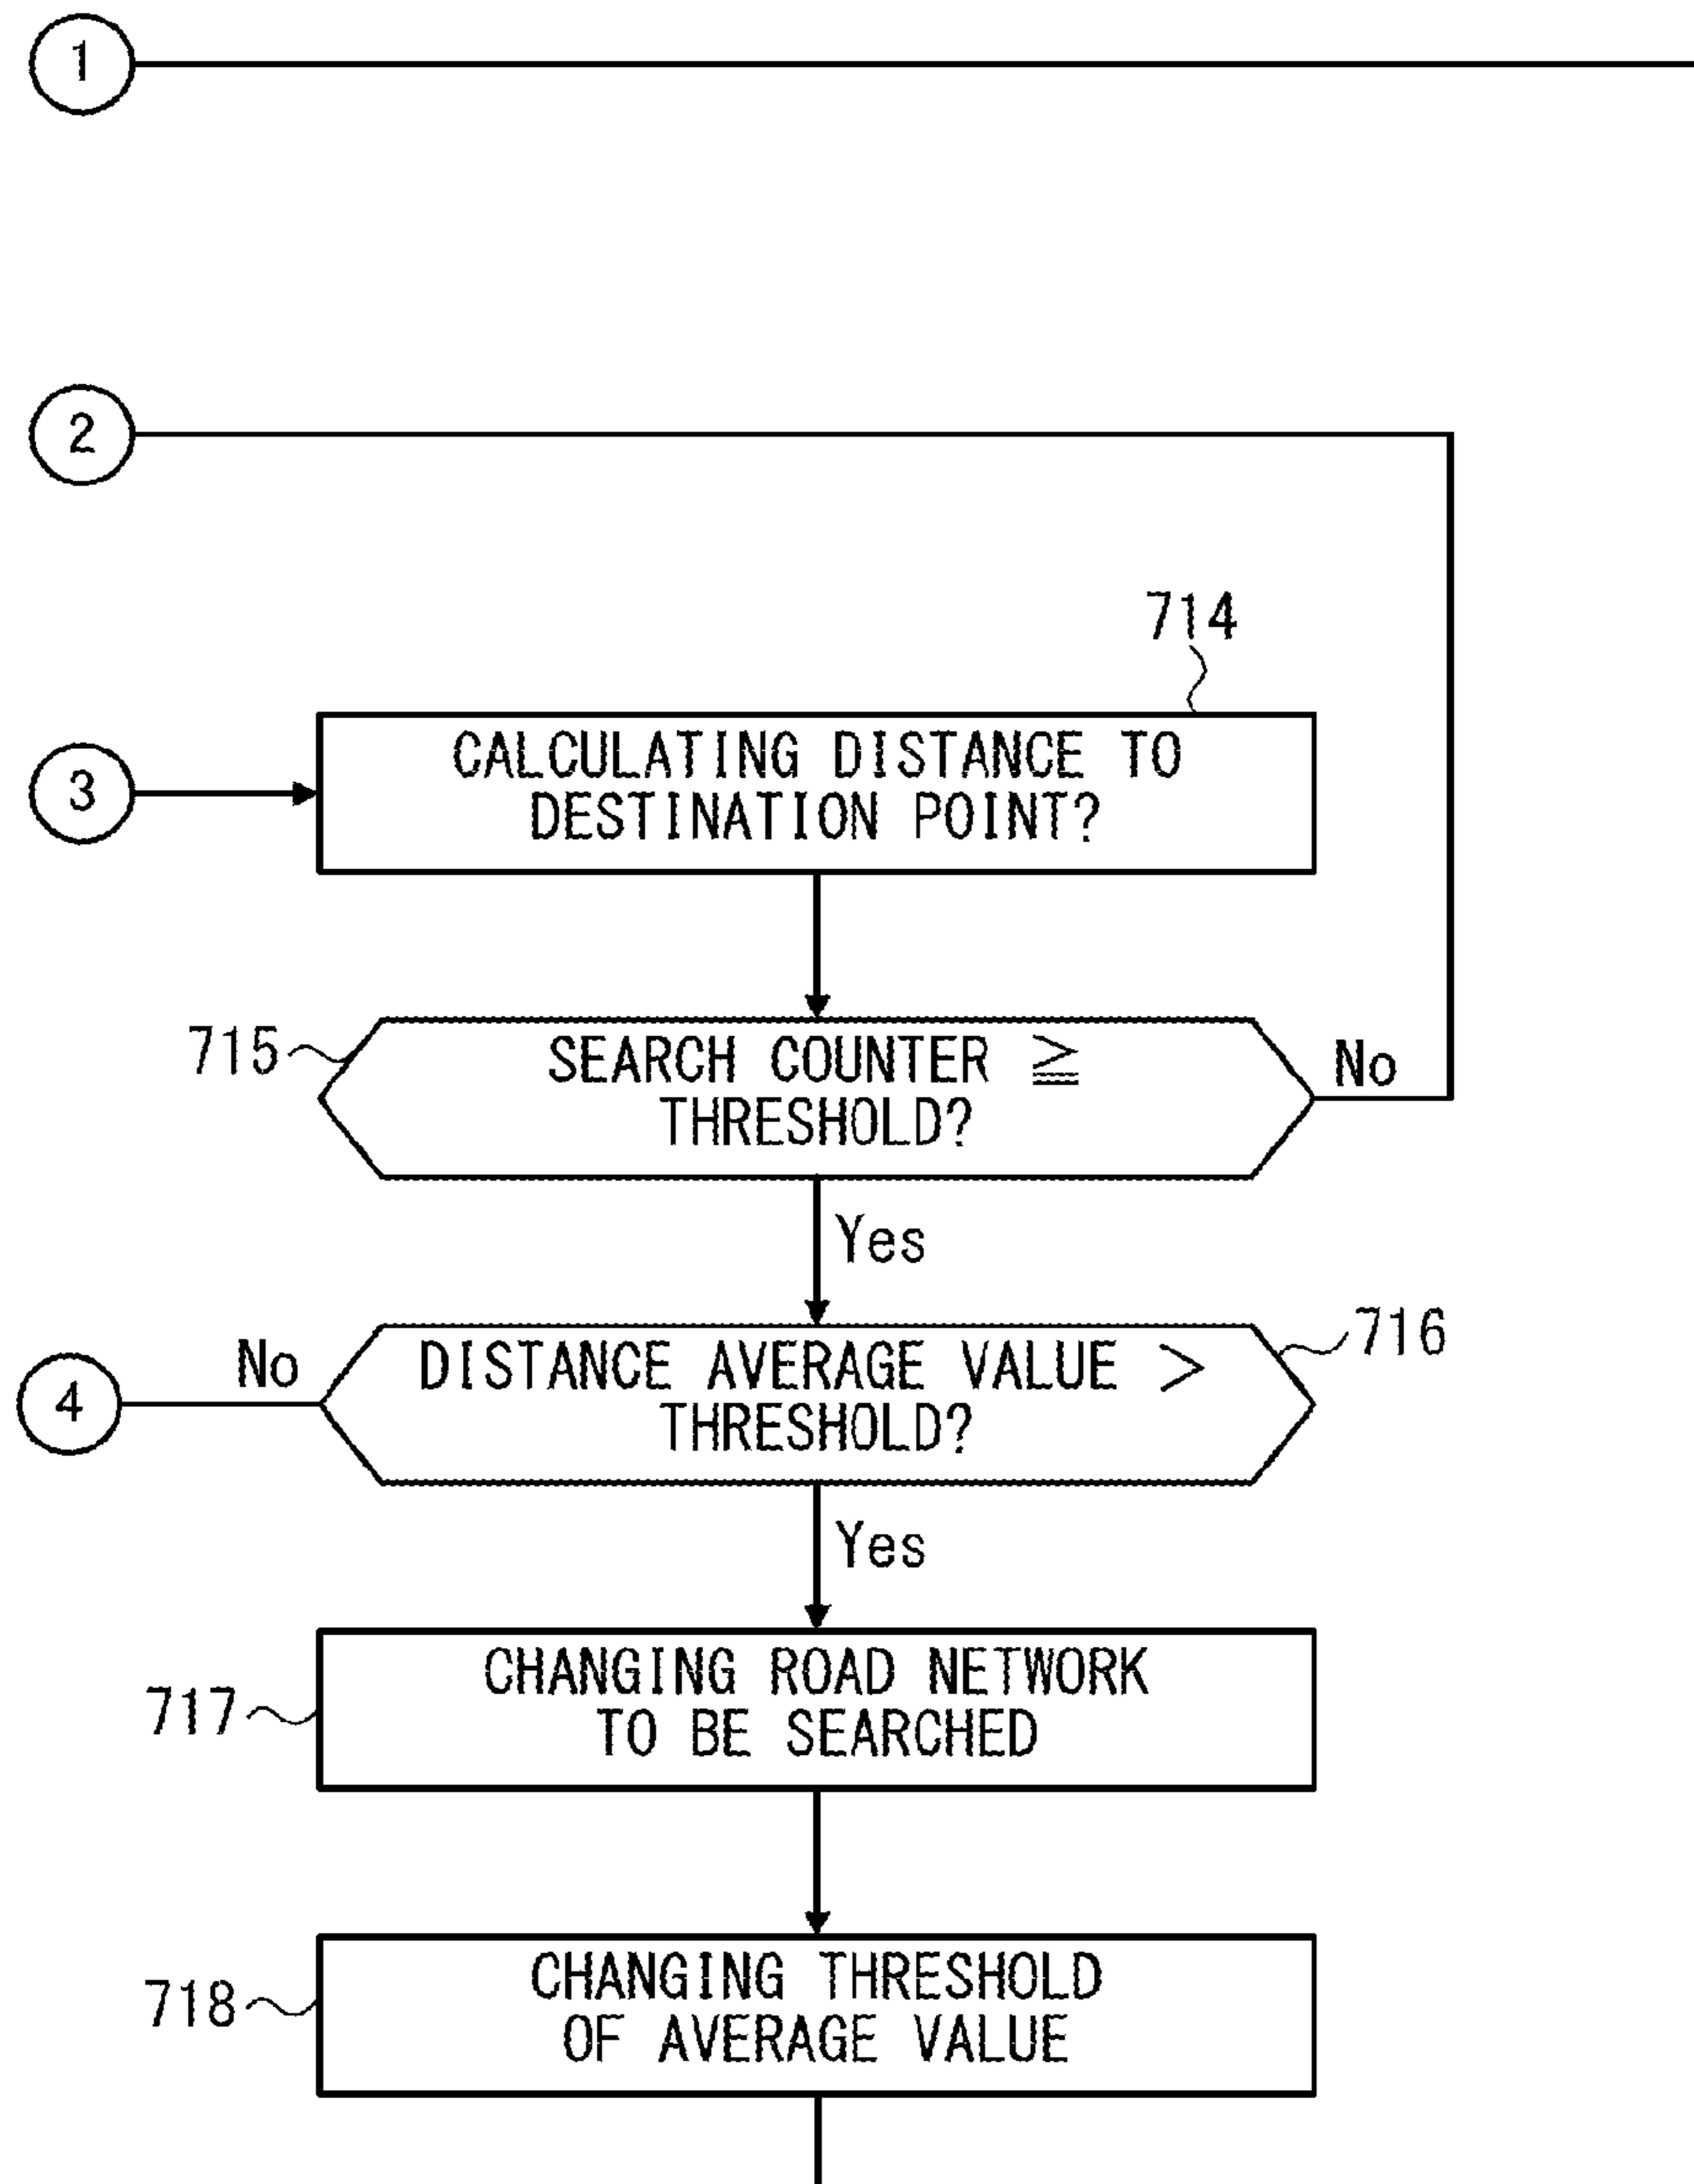 1
2
714
3
CALCULATING DISTANCE TO
DESTINATION POINT?
715
SEARCH COUNTER ≧
THRESHOLD?
No
Yes
716
No
4
DISTANCE AVERAGE VALUE >
THRESHOLD?
Yes
717
CHANGING ROAD NETWORK
TO BE SEARCHED
718
CHANGING THRESHOLD
OF AVERAGE VALUE